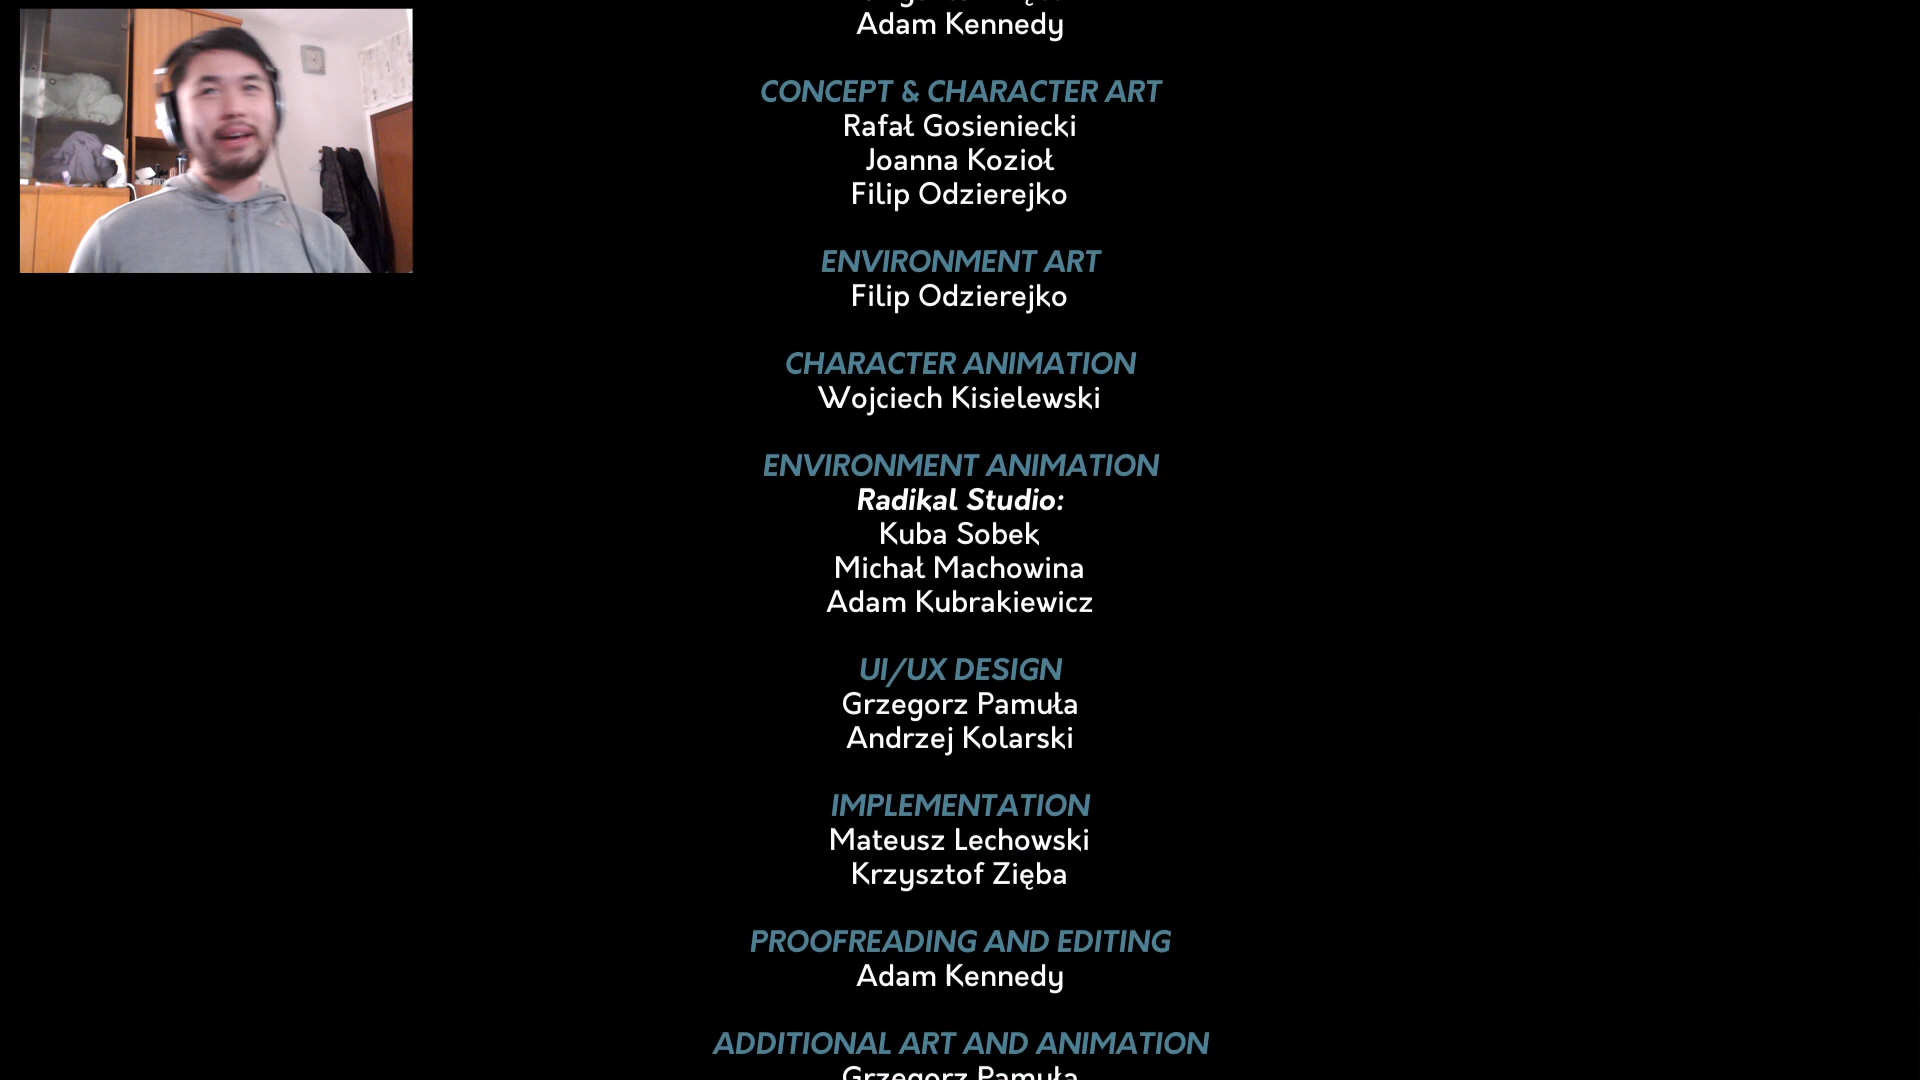 Adam Kennedy
CONCEPT & CHARACTER ART
Rafał Gosieniecki
Joanna Kozioł
Filip Odzierejko
ENVIRONMENT ART
Filip Odzierejko
CHARACTER ANIMATION
Wojciech Kisielewski
ENVIRONMENT ANIMATION
Radikal Studio:
Kuba Sobek
Michał Machowina
Adam Kubrakiewicz
UI/UX DESIGN
Grzegorz Pamuła
Andrzej Kolarski
IMPLEMENTATION
Mateusz Lechowski
Krzysztof Zięba
PROOFREADING AND EDITING
Adam Kennedy
ADDITIONAL ART AND ANIMATION
Grzegorz Pamuła